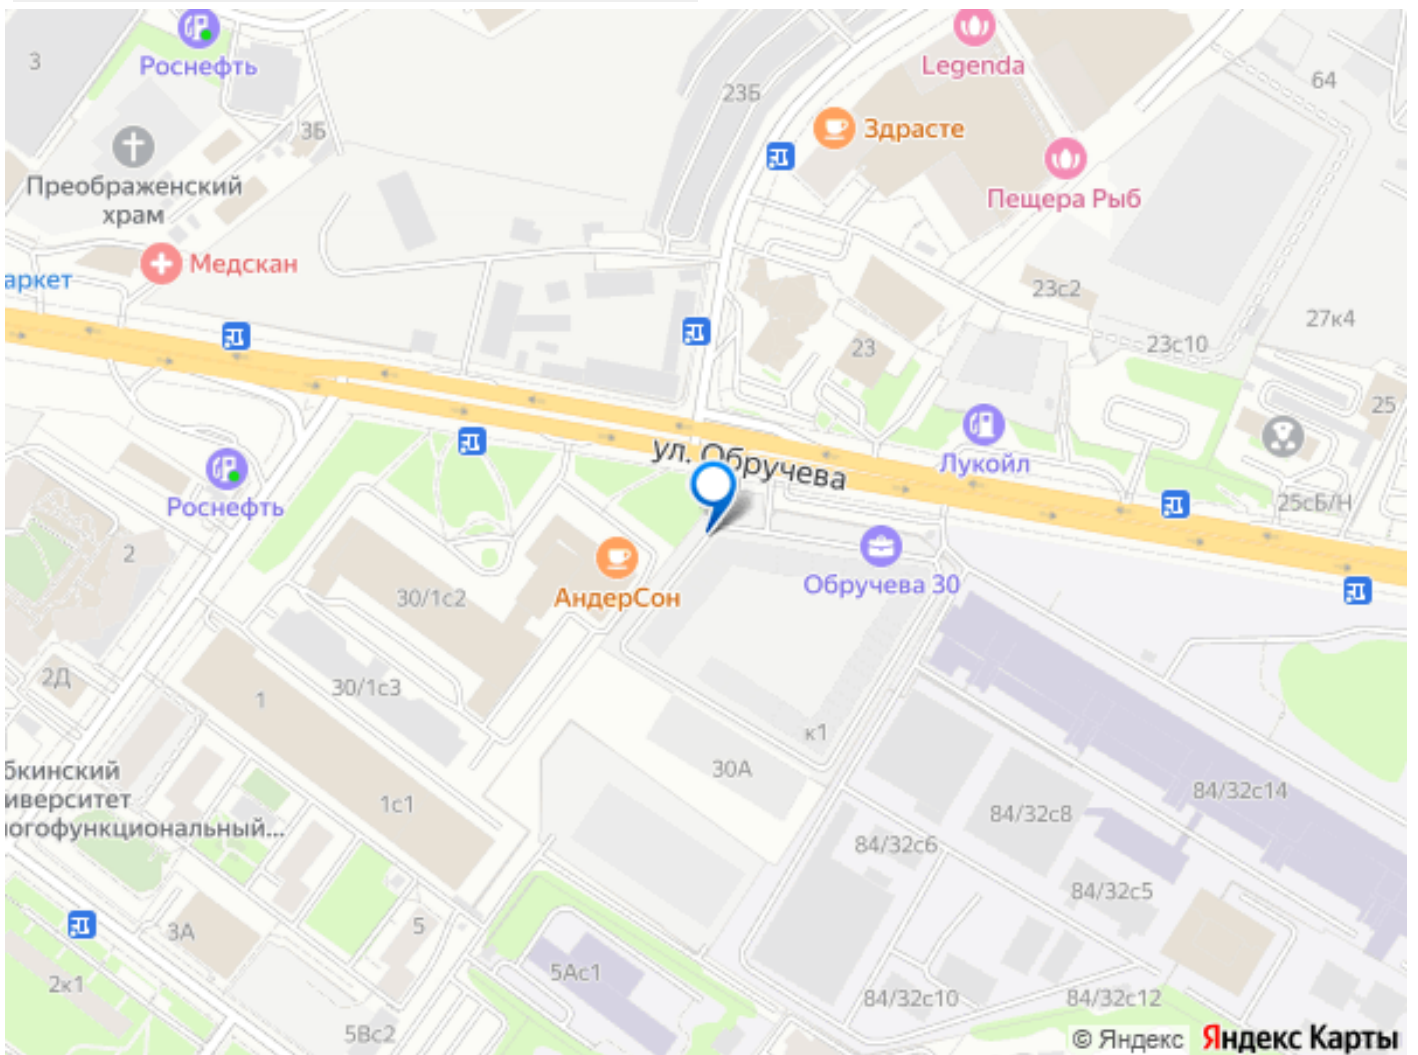 3
Роснефть
3Б
Преображенский
храм
Медскан
аркет
23Б
Legenda
64
Здрасте
Пещера Рыб
23с2
27к4
23
23с10
25
ул. Обручева
Лукойл
25сБ/Н
Роснефть
2
30/1с2
АндерСон
Обручева 30
2Д
30/1с3
1
к1
30А
84/32с14
бкинский
иверситет
огофункциональный...
1с1
84/32с8
84/32с6
84/32с5
3А
5
5Ас1
2к1
84/32с10
84/32с12
5Вс2
© Яндекс Яндекс Карты